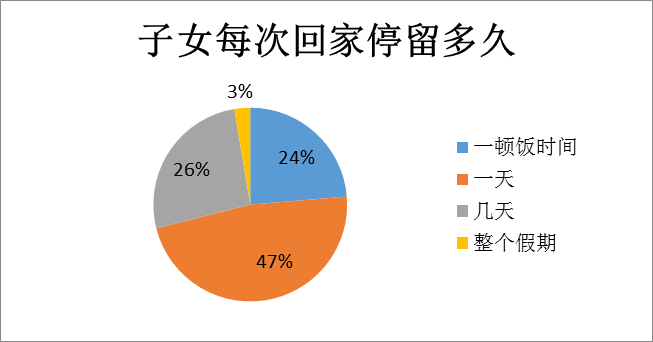 子女每次回家停留多久
3%
24%
26%
47%
一顿饭时间
一天
几天
整个假期